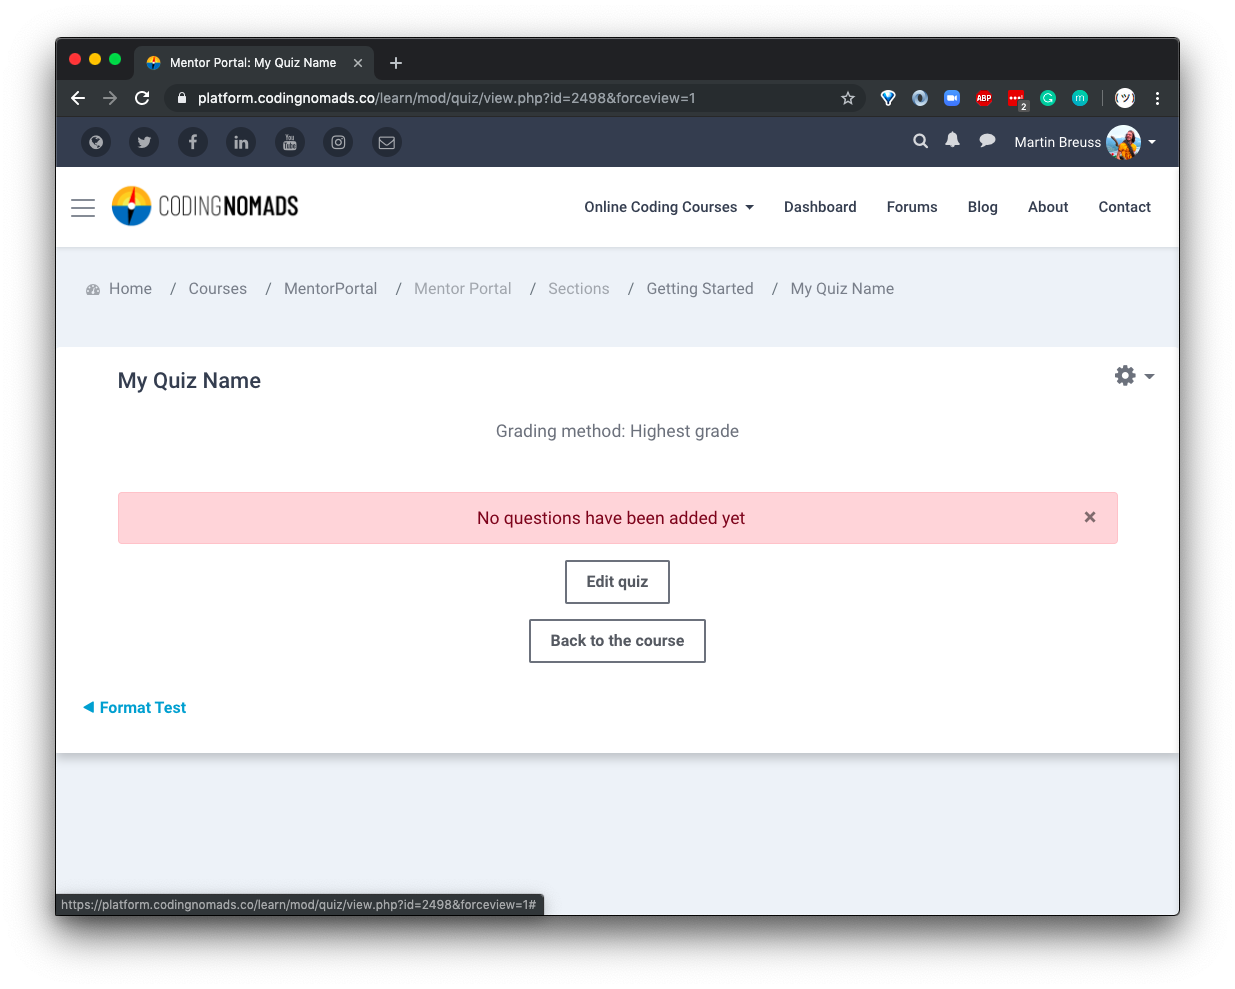 Mentor Portal: My Quiz Name
platform.codingnomads.co/learn/mod/quiz/view.php?id=2498&forceview=1
ABP
2
You
Tube
Martin Breuss
CODINGNOMADS
Online Coding Courses
Dashboard
Forums
Blog
About
Contact
Home / Courses / MentorPortal / Mentor Portal / Sections / Getting Started / My Quiz Name
My Quiz Name
Grading method: Highest grade
No questions have been added yet
Edit quiz
Back to the course
Format Test
https://platform.codingnomads.co/learn/mod/quiz/view.php?id=2498&forceview=1#